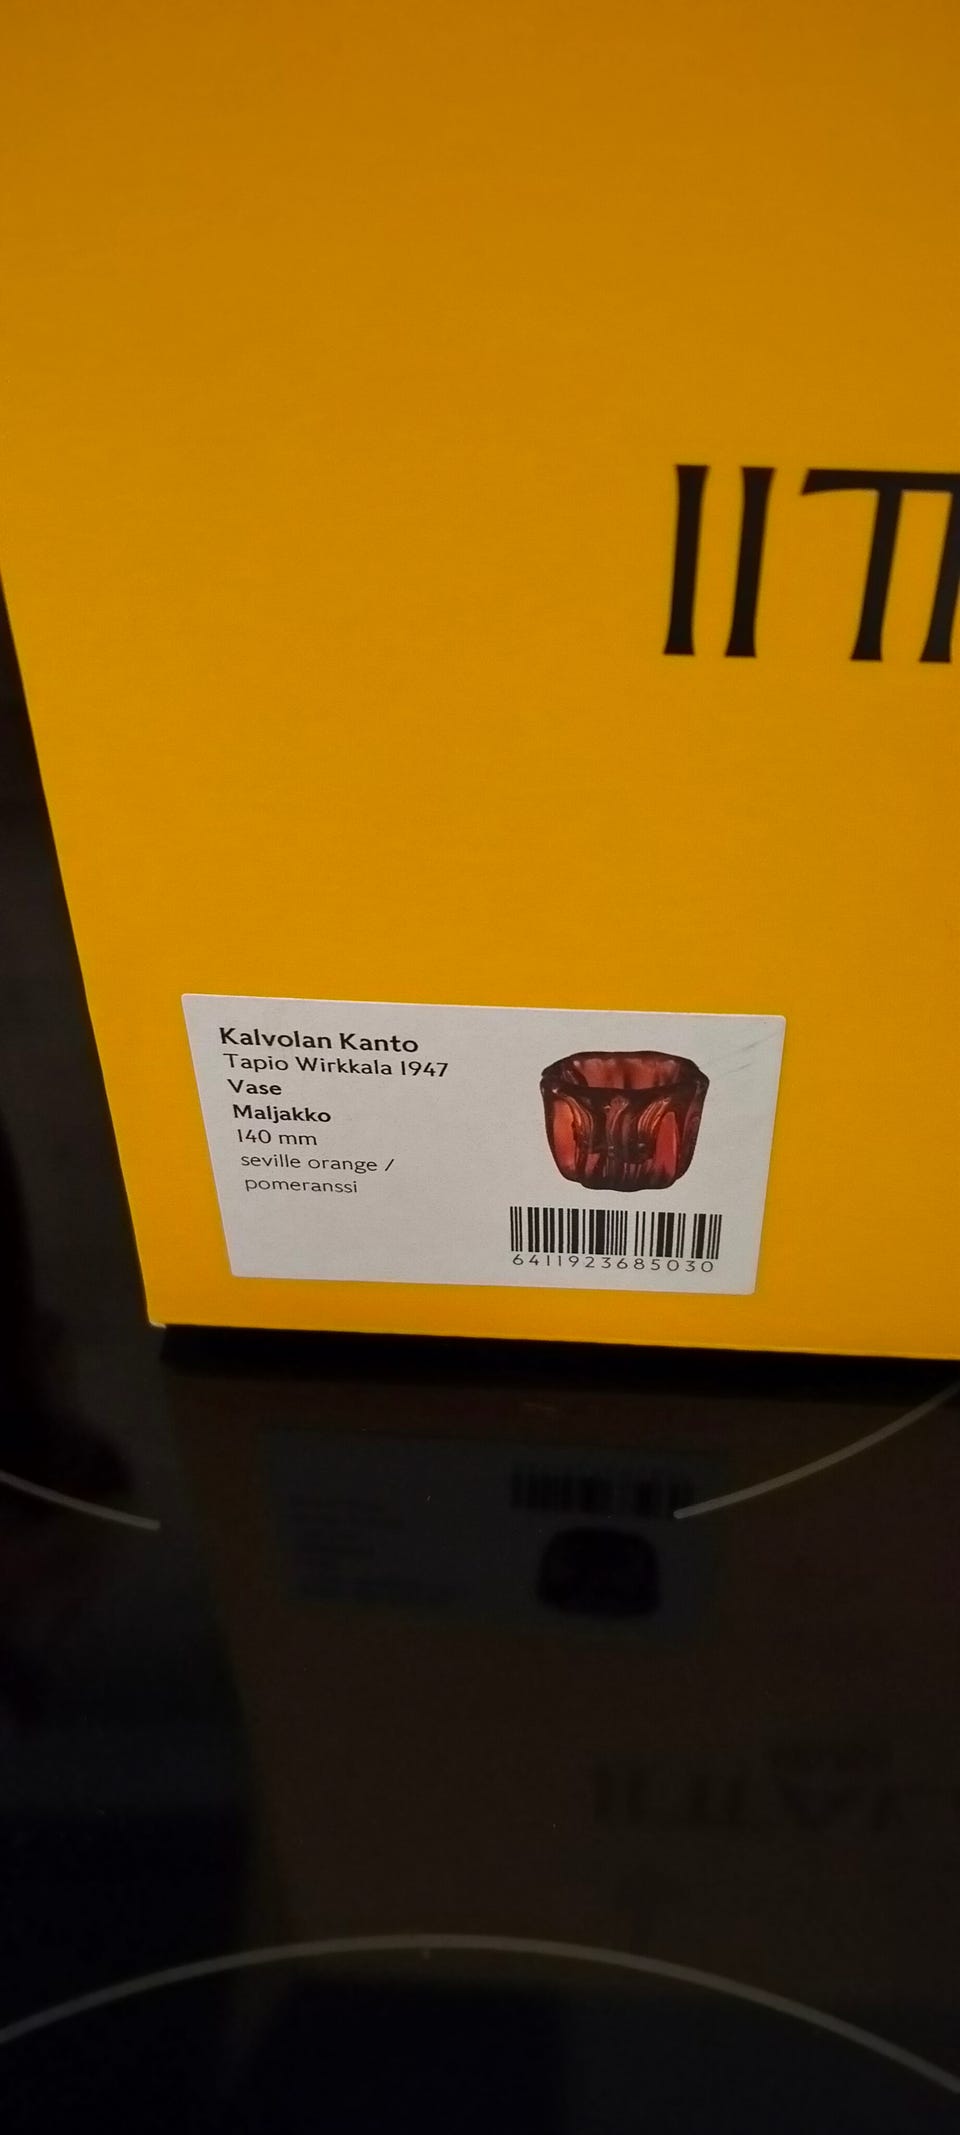 IITT
Kalvolan Kanto
Tapio Wirkkala 1947
Vase
Maljakko
140 mm
seville orange /
pomeranssi
6411923685030